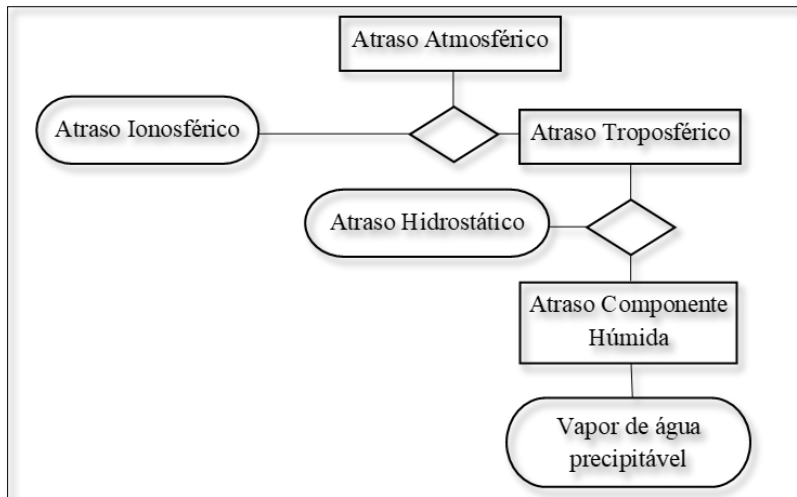 Atraso Atmosférico
Atraso Ionosférico
Atraso Troposférico
Atraso Hidrostático
Atraso Componente
Húmida
Vapor de água
precipitável